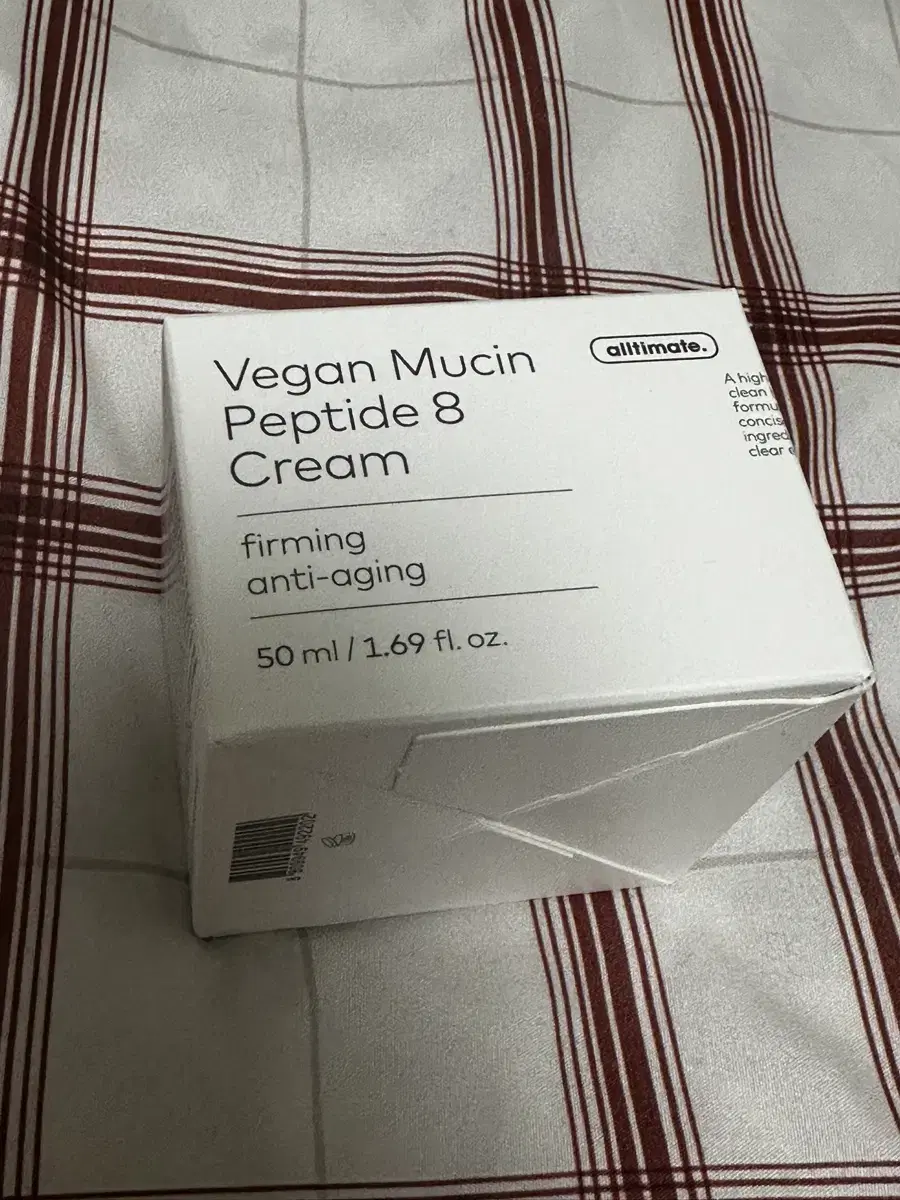 Vegan Mucin
Peptide 8
Cream
alltimate.
A high
clean
formu
concis
ingred
clear
firming
anti-aging
50 ml / 1.69 fl. oz.